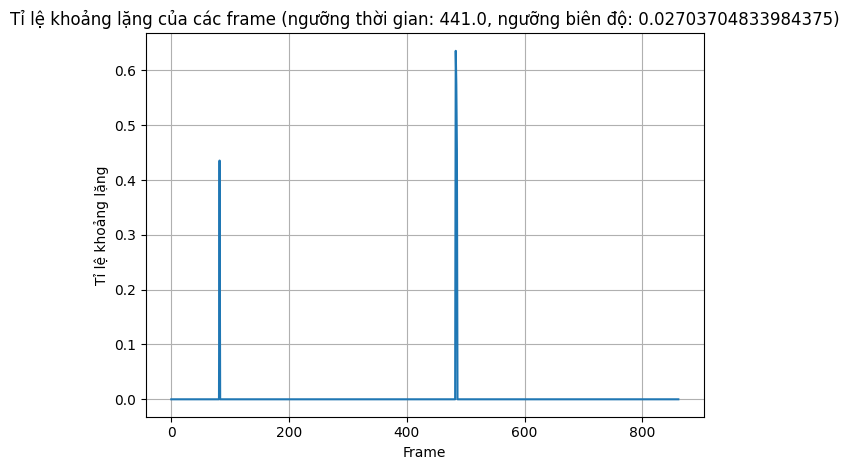 Tỉ lệ khoảng lặng của các frame (ngưỡng thời gian: 441.0, ngưỡng biên độ: 0.02703704833984375)
Tỉ lệ khoảng lặng
0.6
0.5
0.4
0.3
0.2
0.1
0.0
0 200 400 600 800
Frame